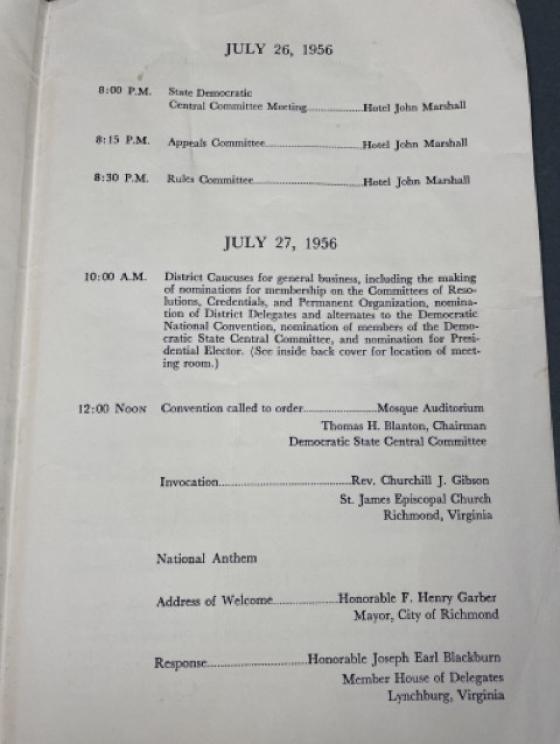 JULY 26, 1956
8:00 P.M. State Democratic
Central Committee Meeting....................Hotel John Marshall
8:15 P.M. Appeals Committee....................Hotel John Marshall
8:30 P.M. Rules Committee....................Hotel John Marshall
JULY 27, 1956
10:00 A.M. District Caucuses for general business, including the making
of nominations for membership on the Committees of Reso-
lutions, Credentials, and Permanent Organization, nomina-
tion of District Delegates and alternates to the Democratic
National Convention, nomination of members of the Demo-
cratic State Central Committee, and nomination for Presi-
dential Elector. (See inside back cover for location of meet-
ing room.)
12:00 NOON Convention called to order....................Mosque Auditorium
Thomas H. Blanton, Chairman
Democratic State Central Committee
Invocation....................Rev. Churchill J. Gibson
St. James Episcopal Church
Richmond, Virginia
National Anthem
Address of Welcome....................Honorable F. Henry Garber
Mayor, City of Richmond
Response....................Honorable Joseph Earl Blackburn
Member House of Delegates
Lynchburg, Virginia